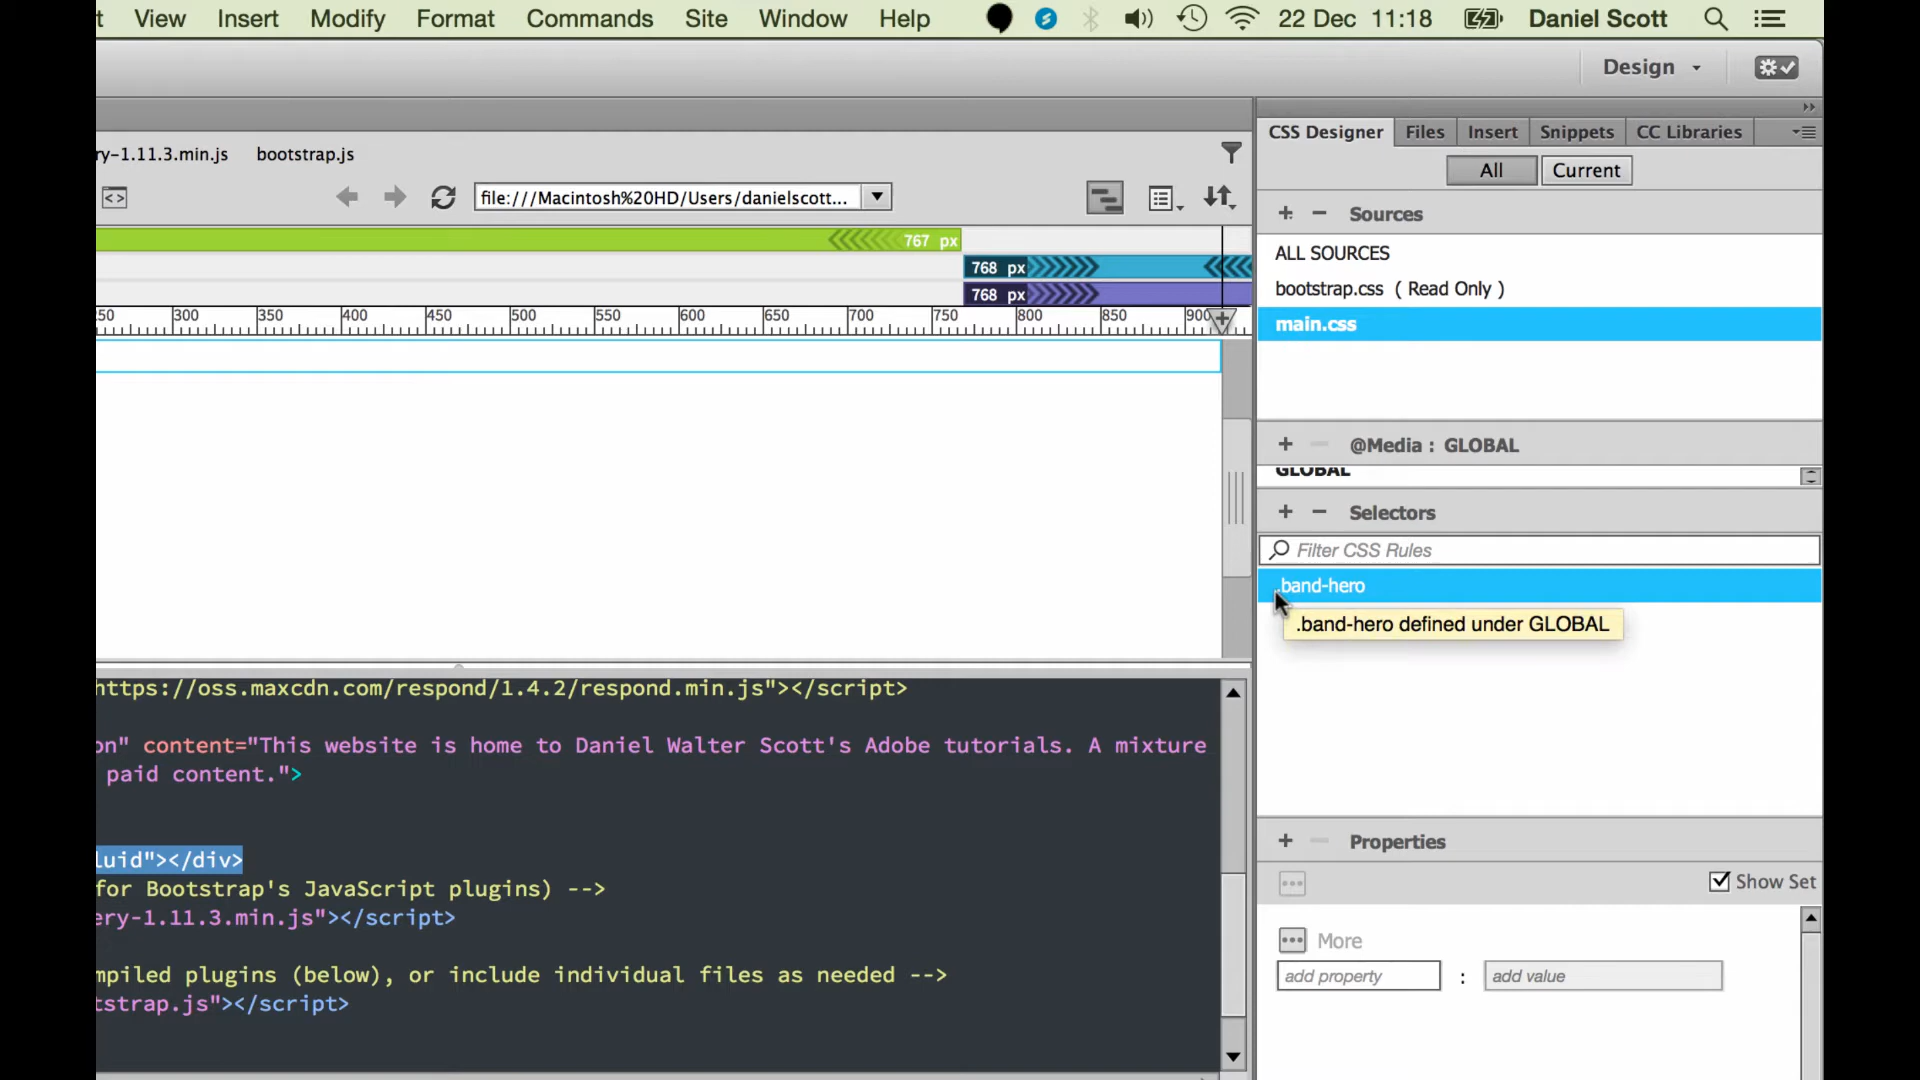 t View Insert Modify Format Commands Site Window Help 22 Dec 11:18 Daniel Scott
Design
CSS Designer Files Insert Snippets CC Libraries
ry-1.11.3.min.js bootstrap.js
All Current
file:///Macintosh%20HD/Users/danielscott...
+ − Sources
767 px
ALL SOURCES
768 px
bootstrap.css ( Read Only )
768 px
50 300 350 400 450 500 550 600 650 700 750 800 850 900
main.css
+ @Media : GLOBAL
GLOBAL
+ − Selectors
Filter CSS Rules
.band-hero
.band-hero defined under GLOBAL
https://oss.maxcdn.com/respond/1.4.2/respond.min.js"></script>
on" content="This website is home to Daniel Walter Scott's Adobe tutorials. A mixture
paid content.">
luid"></div>
for Bootstrap's JavaScript plugins) -->
ery-1.11.3.min.js"></script>
mpiled plugins (below), or include individual files as needed -->
tstrap.js"></script>
+ Properties
Show Set
More
add property : add value